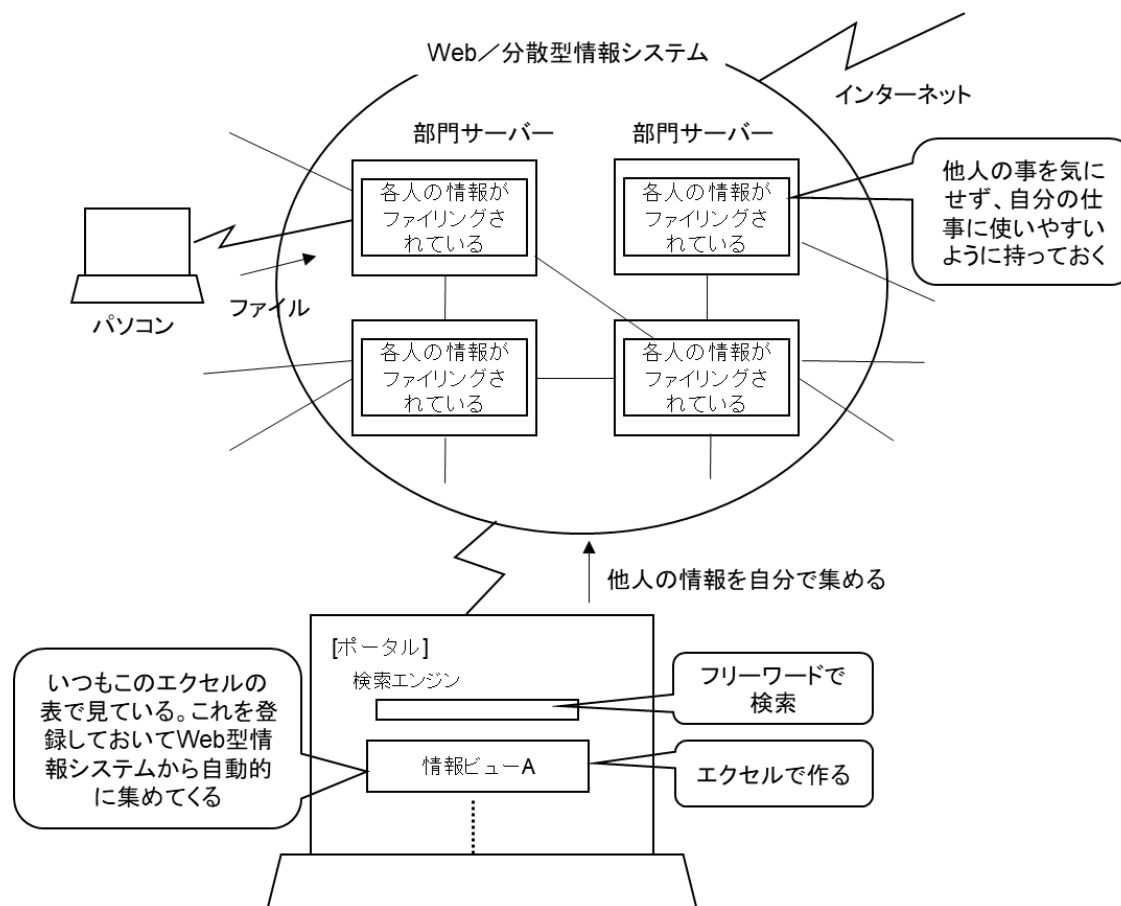 Web／分散型情報システム
インターネット
部門サーバー
部門サーバー
各人の情報が
ファイリングさ
れている
各人の情報が
ファイリングさ
れている
他人の事を気に
せず、自分の仕
事に使いやすい
ように持っておく
ファイル
パソコン
各人の情報が
ファイリングさ
れている
各人の情報が
ファイリングさ
れている
他人の情報を自分で集める
[ポータル]
検索エンジン
フリーワードで
検索
いつもこのエクセルの
表で見ている。これを登
録しておいてWeb型情
報システムから自動的
に集めてくる
情報ビューA
エクセルで作る